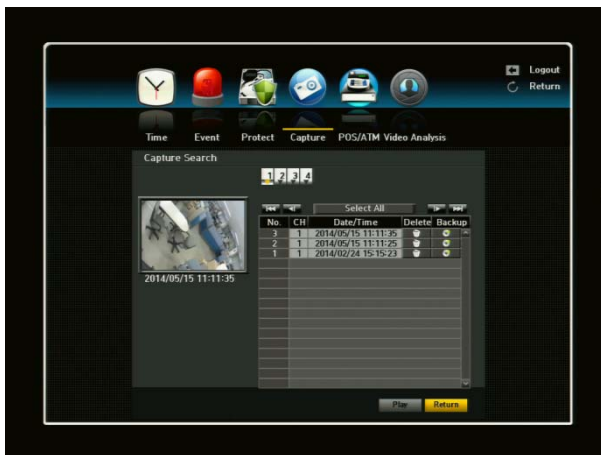 Logout
Return
Time Event Protect Capture POS/ATM Video Analysis
Capture Search
1 2 3 4
Select All
No. CH Date/Time Delete Backup
3 1 2014/05/15 11:11:35
2 1 2014/05/15 11:11:25
1 1 2014/02/24 15:15:23
2014/05/15 11:11:35
Play Return